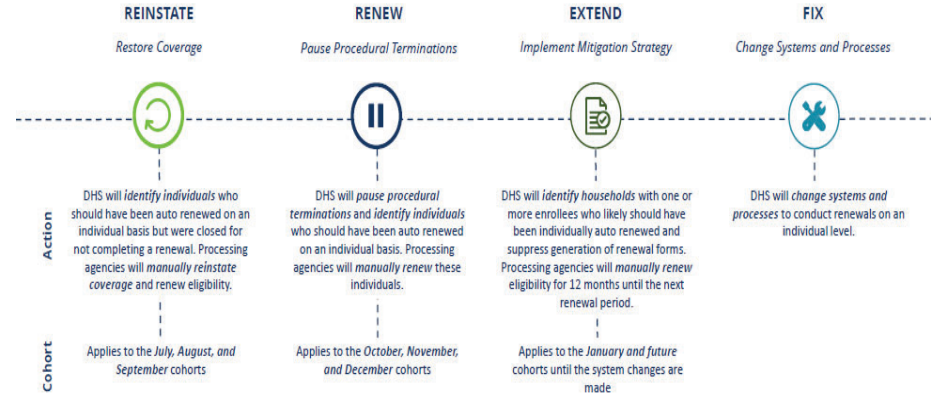 REINSTATE
Restore Coverage
RENEW
Pause Procedural Terminations
EXTEND
Implement Mitigation Strategy
FIX
Change Systems and Processes
Action
DHS will identify individuals who
should have been auto renewed on an
individual basis but were closed for
not completing a renewal. Processing
agencies will manually reinstate
coverage and renew eligibility.
DHS will pause procedural
terminations and identify individuals
who should have been auto renewed
on an individual basis. Processing
agencies will manually renew these
individuals.
DHS will identify households with one or
more enrollees who likely should have
been individually auto renewed and
suppress generation of renewal forms.
Processing agencies will manually renew
eligibility for 12 months until the next
renewal period.
DHS will change systems and
processes to conduct renewals on an
individual level.
Cohort
Applies to the July, August, and
September cohorts
Applies to the October, November,
and December cohorts
Applies to the January and future
cohorts until the system changes are
made